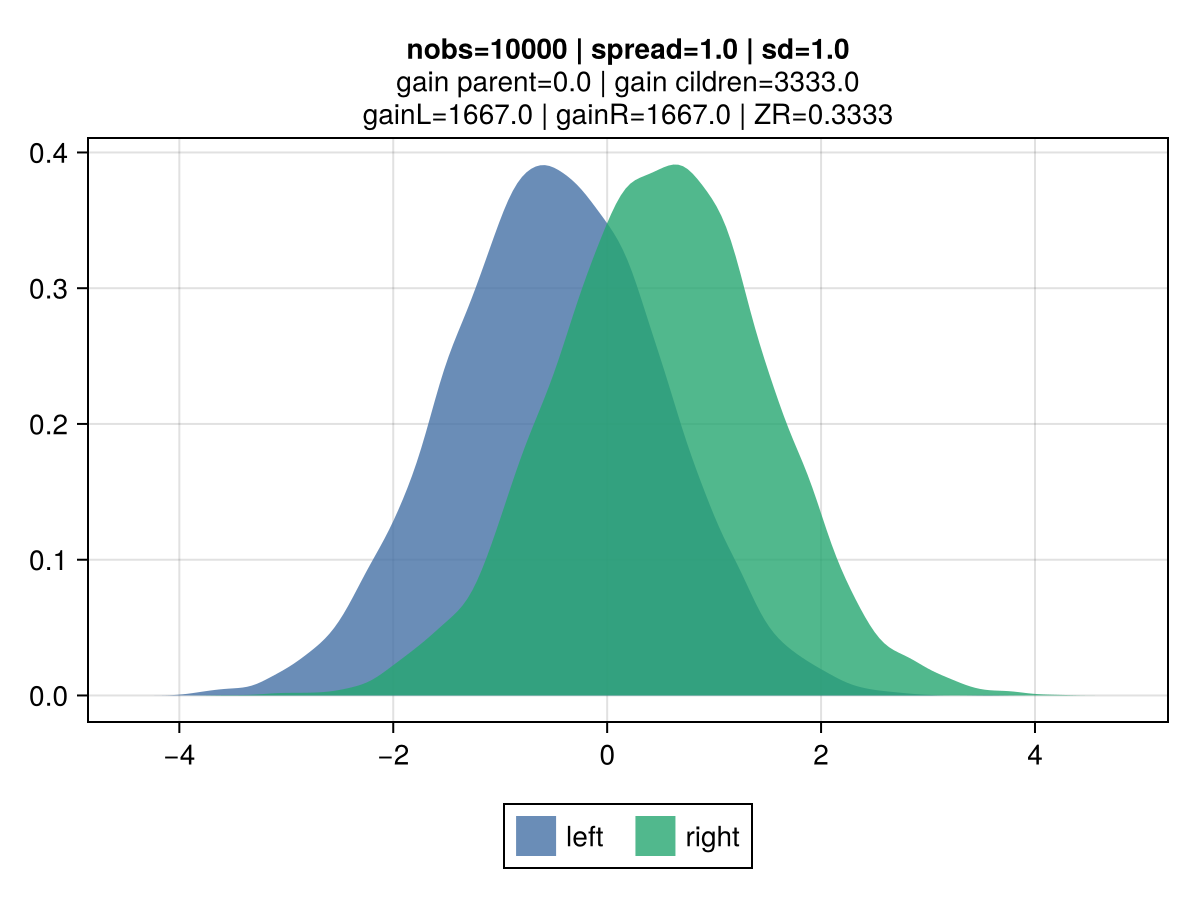 nobs=10000 | spread=1.0 | sd=1.0
gain parent=0.0 | gain cildren=3333.0
gainL=1667.0 | gainR=1667.0 | ZR=0.3333
0.4
0.3
0.2
0.1
0.0
−4 −2 0 2 4
left right